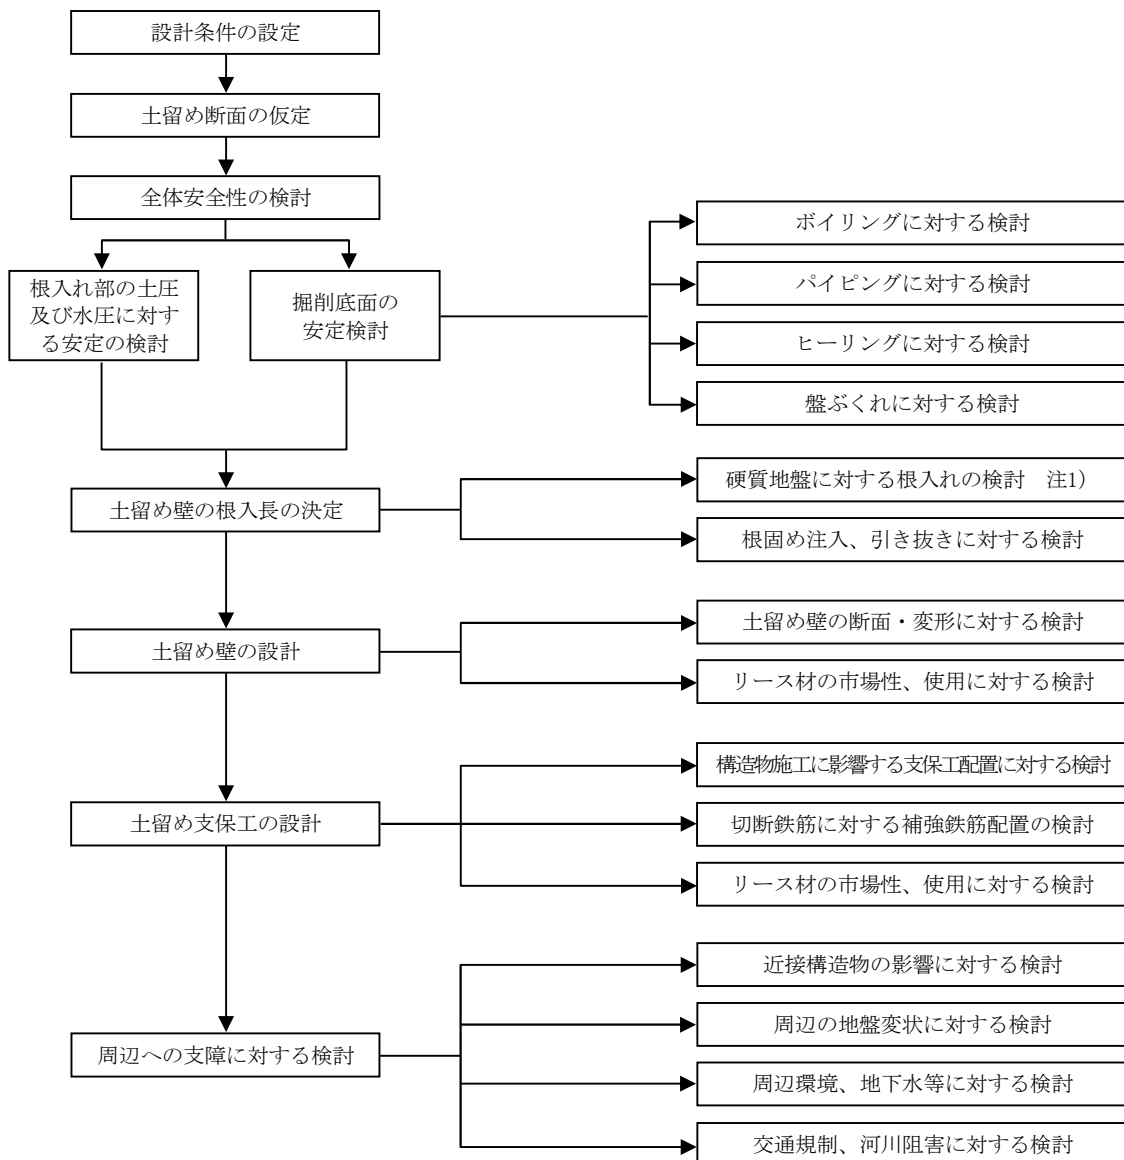 設計条件の設定
土留め断面の仮定
全体安全性の検討
根入れ部の土圧
及び水圧に対す
る安定の検討
掘削底面の
安定検討
ボイリングに対する検討
パイピングに対する検討
ヒーリングに対する検討
盤ぶくれに対する検討
土留め壁の根入長の決定
硬質地盤に対する根入れの検討　注1）
根固め注入、引き抜きに対する検討
土留め壁の設計
土留め壁の断面・変形に対する検討
リース材の市場性、使用に対する検討
土留め支保工の設計
構造物施工に影響する支保工配置に対する検討
切断鉄筋に対する補強鉄筋配置の検討
リース材の市場性、使用に対する検討
周辺への支障に対する検討
近接構造物の影響に対する検討
周辺の地盤変状に対する検討
周辺環境、地下水等に対する検討
交通規制、河川阻害に対する検討